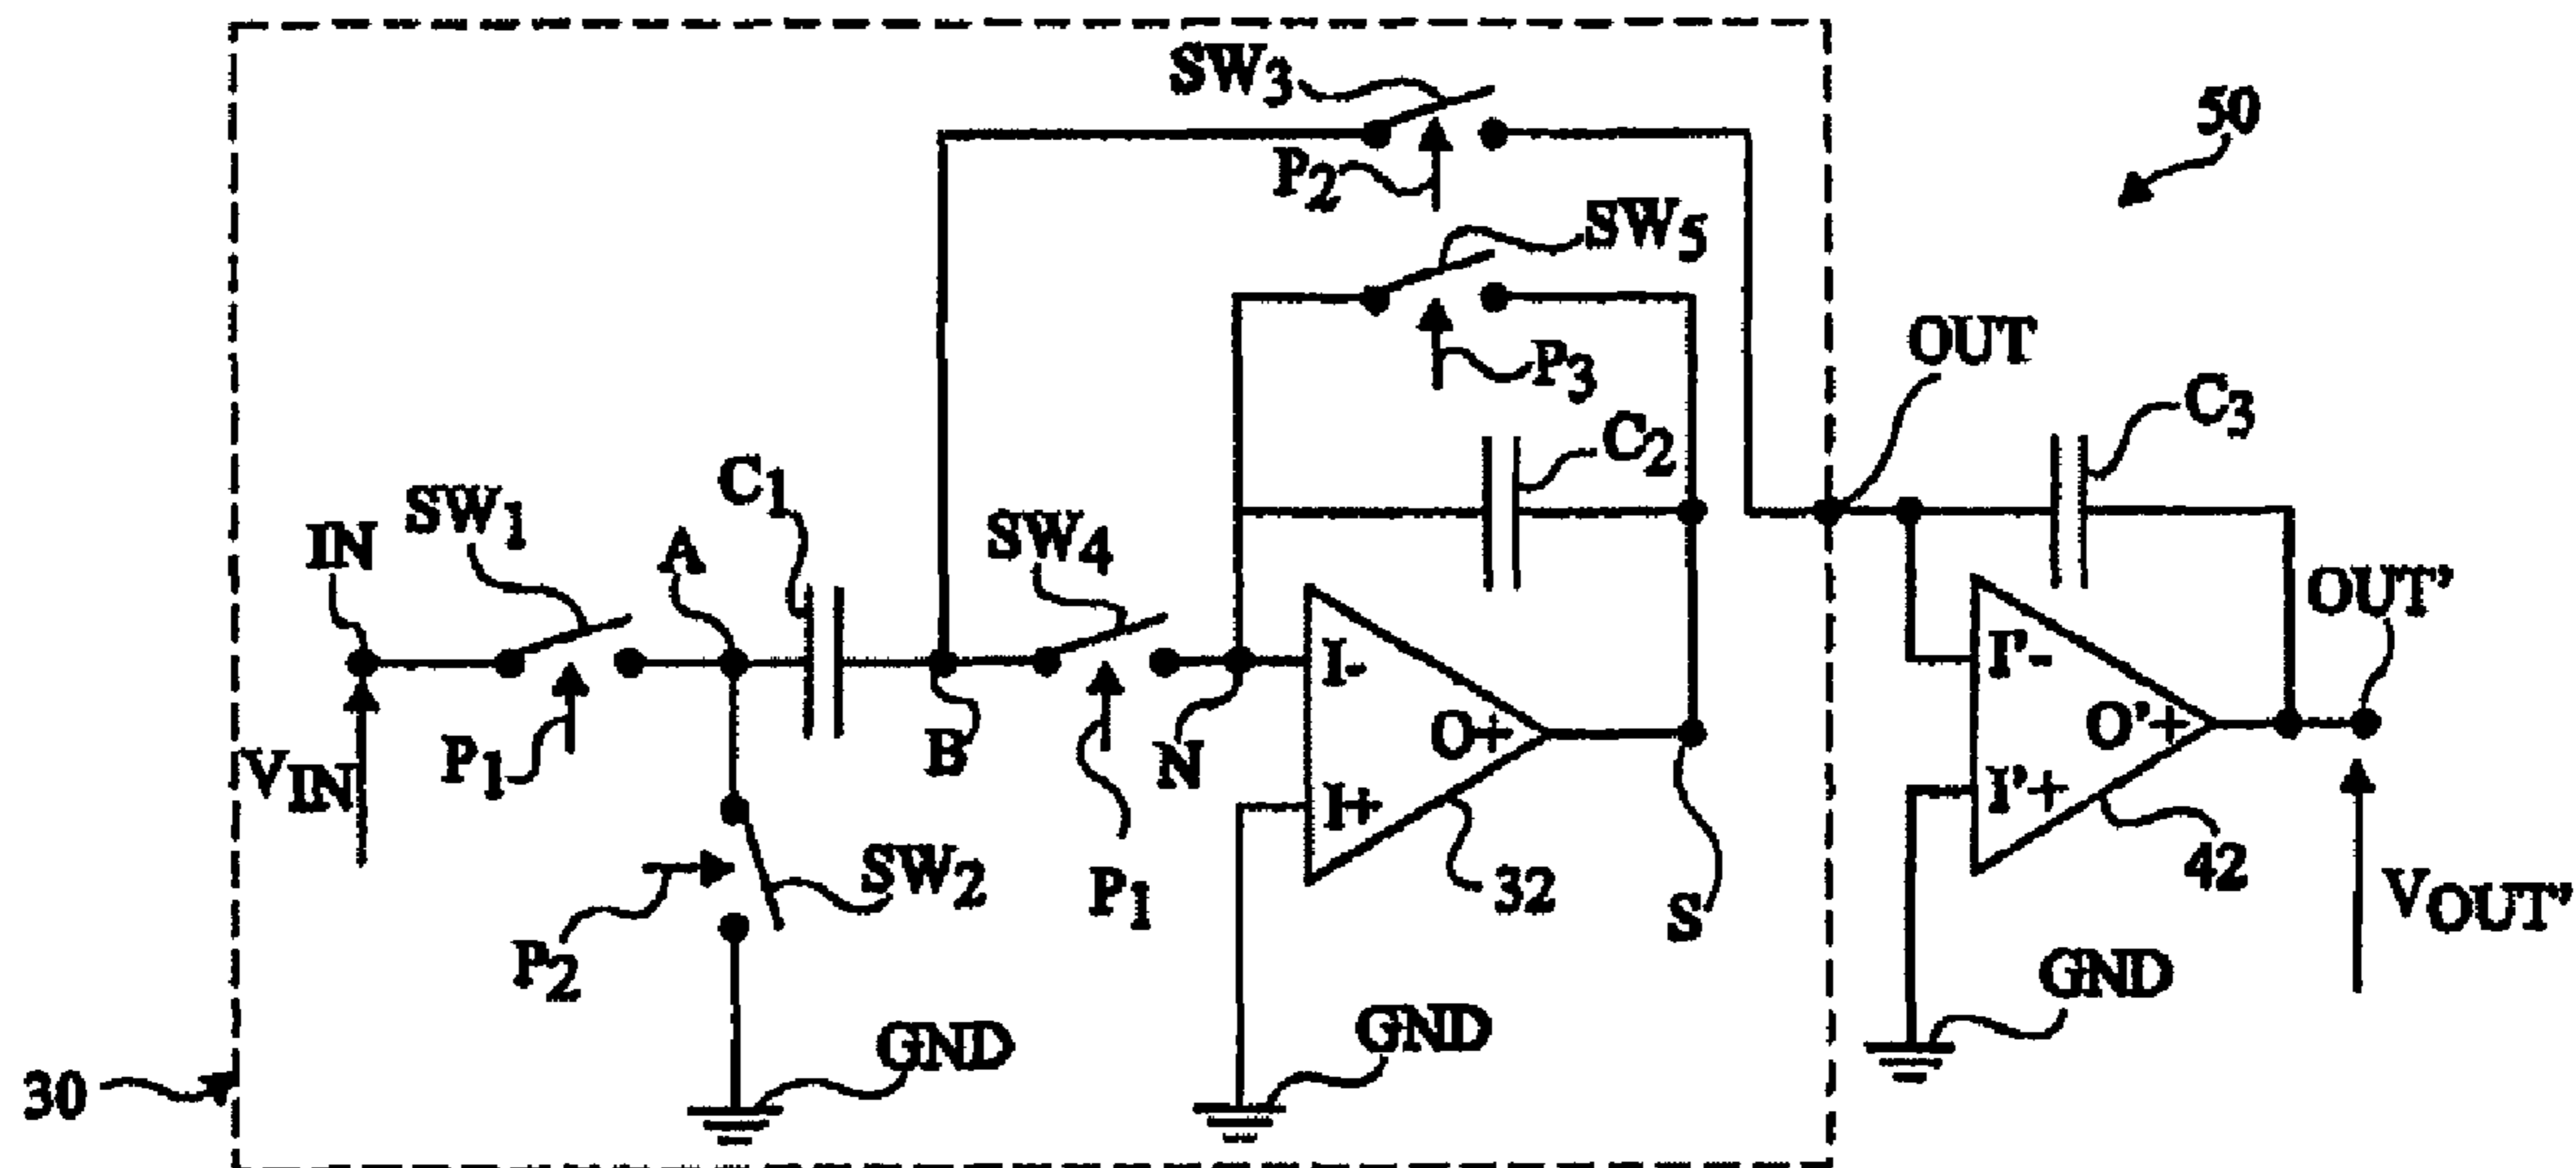 SW3
50
P2
SW5
OUT
P3
C3
C2
C1
SW1
IN
A
SW4
OUT'
I-
I'-
VIN
P1
B
N
O+
O'+
I+
I'+
SW2
P1
32
S
42
VOUT'
P2
GND
GND
GND
30